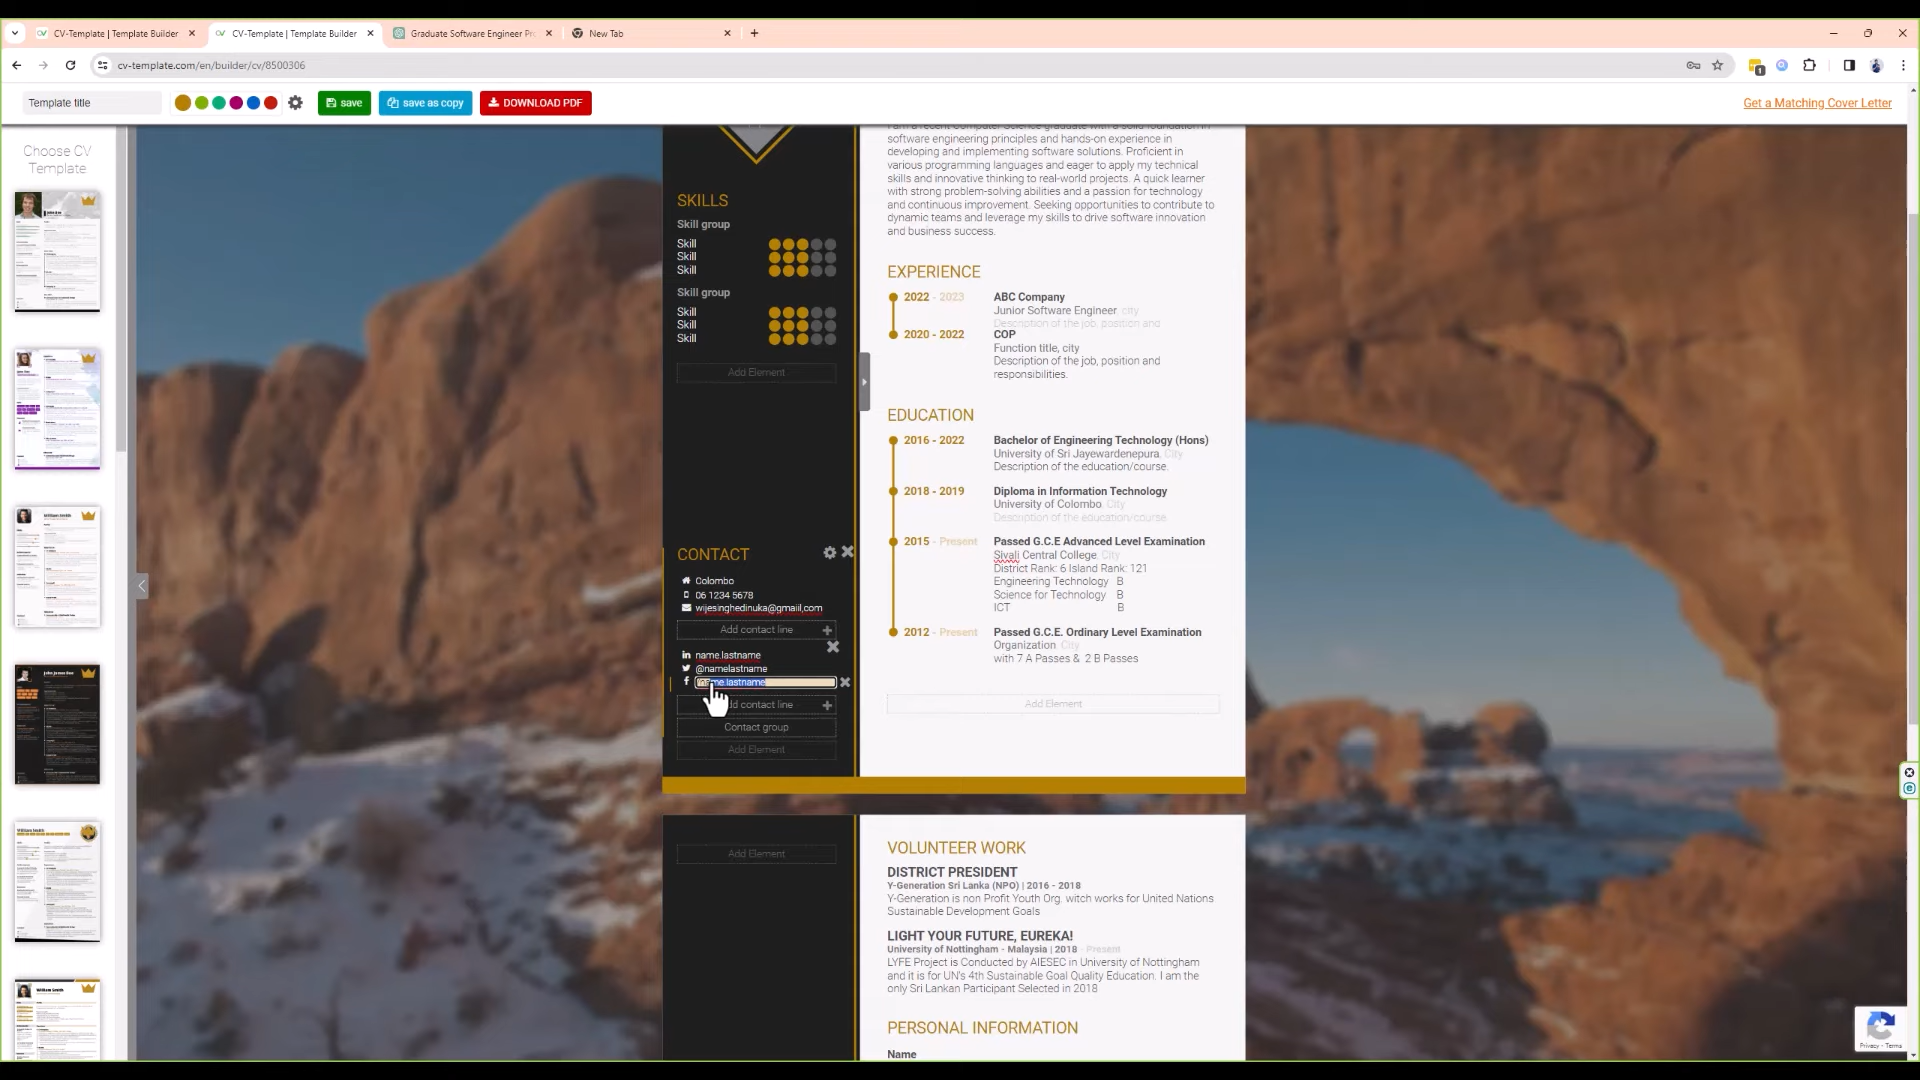 CV-Template | Template Builder
CV-Template | Template Builder
Graduate Software Engineer Pr
New Tab
cv-template.com/en/builder/cv/8500306
Template title
save
save as copy
DOWNLOAD PDF
Get a Matching Cover Letter
Choose CV
Template
SKILLS
Skill group
Skill
Skill
Skill
Skill group
Skill
Skill
Skill
Add Element
CONTACT
Colombo
06 1234 5678
wijesinghedinuka@gmaiil,com
Add contact line
name.lastname
@namelastname
name.lastname
dd contact line
Contact group
Add Element
I am a recent Computer Science graduate with a solid foundation in
software engineering principles and hands-on experience in
developing and implementing software solutions. Proficient in
various programming languages and eager to apply my technical
skills and innovative thinking to real-world projects. A quick learner
with strong problem-solving abilities and a passion for technology
and continuous improvement. Seeking opportunities to contribute to
dynamic teams and leverage my skills to drive software innovation
and business success.
EXPERIENCE
2022 - 2023
ABC Company
Junior Software Engineer, city
Description of the job, position and
2020 - 2022
COP
Function title, city
Description of the job, position and
responsibilities.
EDUCATION
2016 - 2022
Bachelor of Engineering Technology (Hons)
University of Sri Jayewardenepura, City
Description of the education/course.
2018 - 2019
Diploma in Information Technology
University of Colombo, City
Description of the education/course
2015 - Present
Passed G.C.E Advanced Level Examination
Sivali Central College, City
District Rank: 6 Island Rank: 121
Engineering Technology B
Science for Technology B
ICT B
2012 - Present
Passed G.C.E. Ordinary Level Examination
Organization, City
with 7 A Passes & 2 B Passes
Add Element
Add Element
VOLUNTEER WORK
DISTRICT PRESIDENT
Y-Generation Sri Lanka (NPO) | 2016 - 2018
Y-Generation is non Profit Youth Org. witch works for United Nations
Sustainable Development Goals
LIGHT YOUR FUTURE, EUREKA!
University of Nottingham - Malaysia | 2018 - Present
LYFE Project is Conducted by AIESEC in University of Nottingham
and it is for UN's 4th Sustainable Goal Quality Education. I am the
only Sri Lankan Participant Selected in 2018
PERSONAL INFORMATION
Name
Privacy - Terms